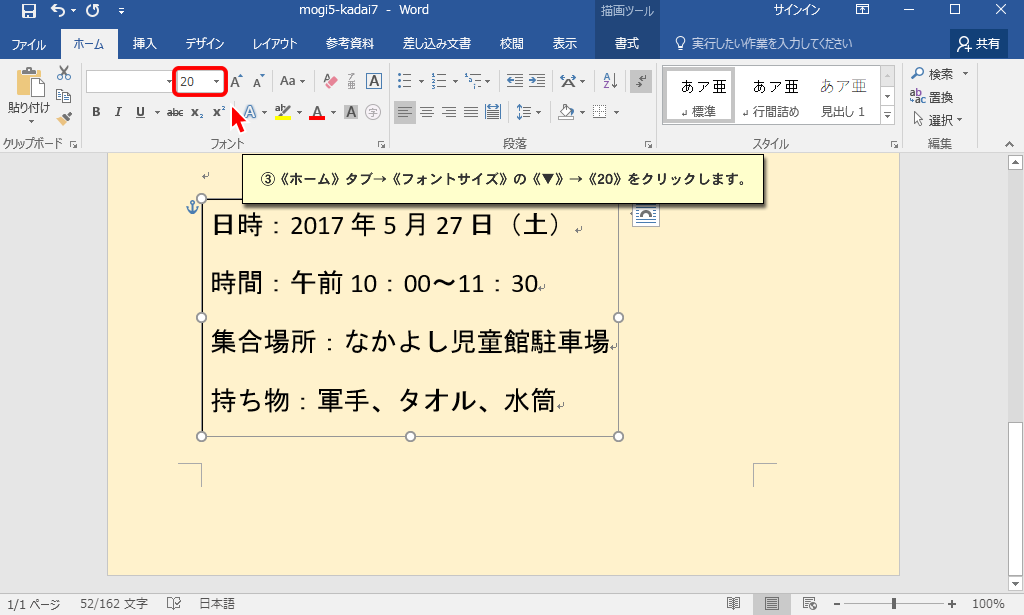 mogi5-kadai7 - Word
描画ツール
サインイン
ファイル ホーム 挿入 デザイン レイアウト 参考資料 差し込み文書 校閲 表示 書式 実行したい作業を入力してください 共有
20
Aa
あア亜 あア亜 あア亜
検索
貼り付け
B I U abc X₂ X²
↲標準 ↲行間詰め 見出し 1
置換
選択
クリップボード フォント 段落 スタイル 編集
③《ホーム》タブ→《フォントサイズ》の《▼》→《20》をクリックします。
日時：2017 年 5 月 27 日（土）
時間：午前 10：00～11：30
集合場所：なかよし児童館駐車場
持ち物：軍手、タオル、水筒
1/1 ページ 52/162 文字 日本語 100%